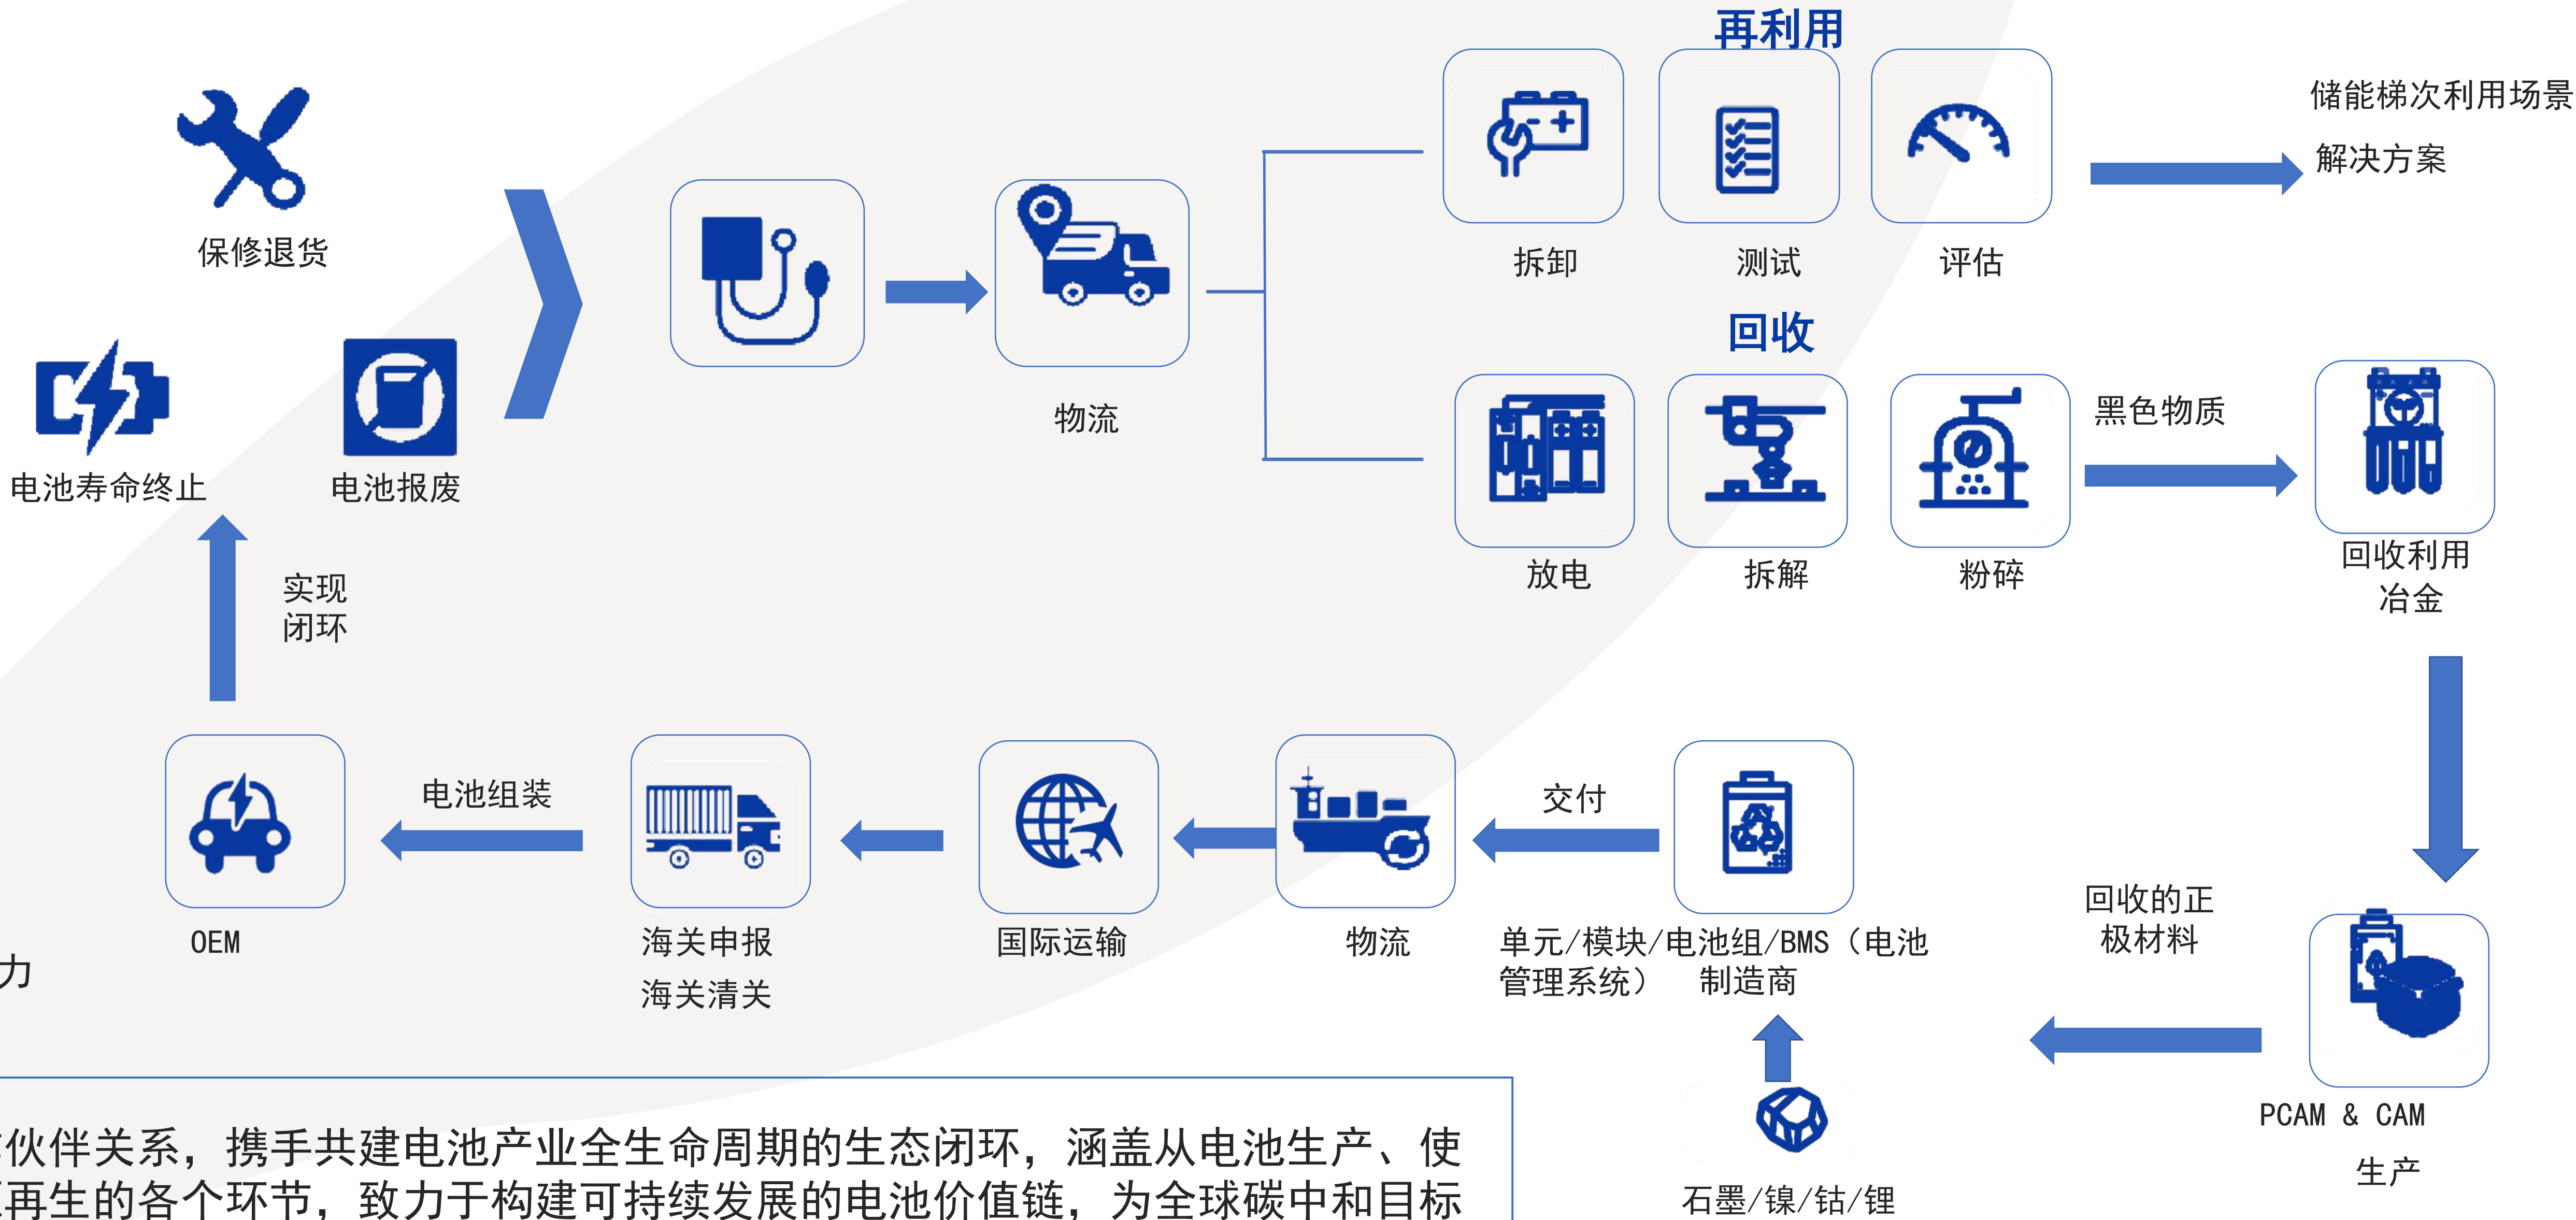 再利用
储能梯次利用场景
解决方案
保修退货
拆卸
测试
评估
回收
物流
黑色物质
电池寿命终止
电池报废
放电
拆解
粉碎
回收利用
冶金
实现
闭环
电池组装
交付
回收的正
极材料
OEM
海关申报
海关清关
国际运输
物流
单元/模块/电池组/BMS（电池
管理系统） 制造商
力
PCAM & CAM
生产
石墨/镍/钴/锂
伙伴关系，携手共建电池产业全生命周期的生态闭环，涵盖从电池生产、使
再生的各个环节，致力于构建可持续发展的电池价值链，为全球碳中和目标